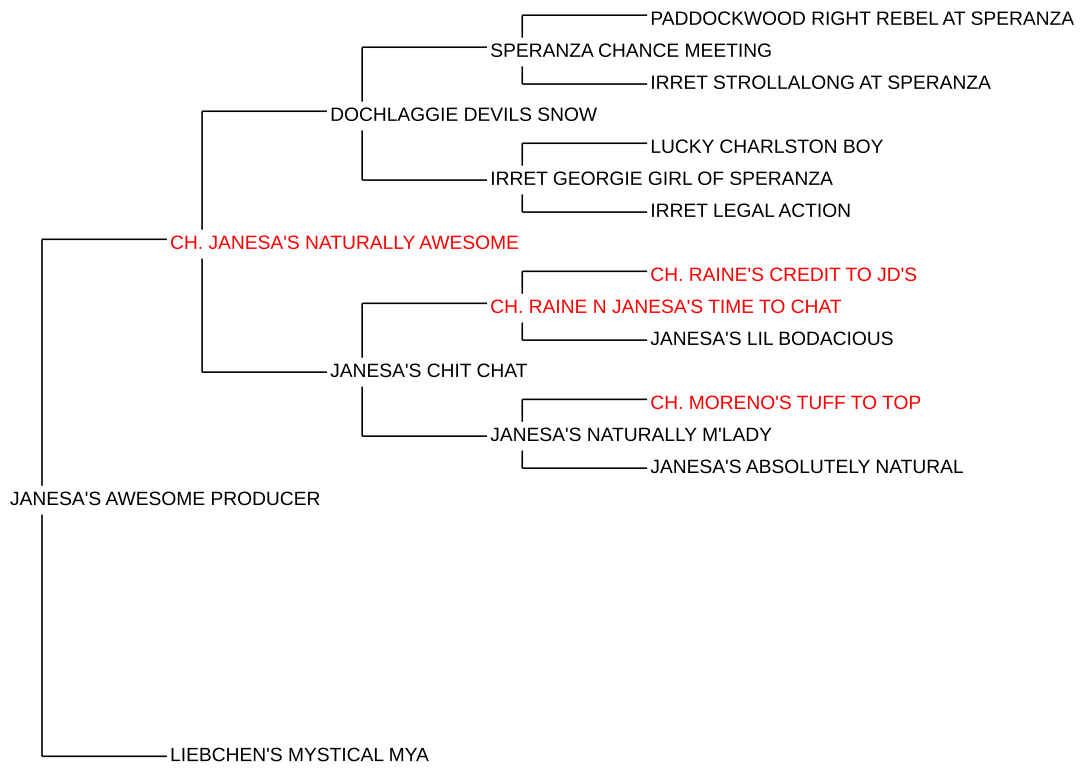 PADDOCKWOOD RIGHT REBEL AT SPERANZA
SPERANZA CHANCE MEETING
IRRET STROLLALONG AT SPERANZA
DOCHLAGGIE DEVILS SNOW
LUCKY CHARLSTON BOY
IRRET GEORGIE GIRL OF SPERANZA
IRRET LEGAL ACTION
CH. JANESA'S NATURALLY AWESOME
CH. RAINE'S CREDIT TO JD'S
CH. RAINE N JANESA'S TIME TO CHAT
JANESA'S LIL BODACIOUS
JANESA'S CHIT CHAT
CH. MORENO'S TUFF TO TOP
JANESA'S NATURALLY M'LADY
JANESA'S ABSOLUTELY NATURAL
JANESA'S AWESOME PRODUCER
LIEBCHEN'S MYSTICAL MYA